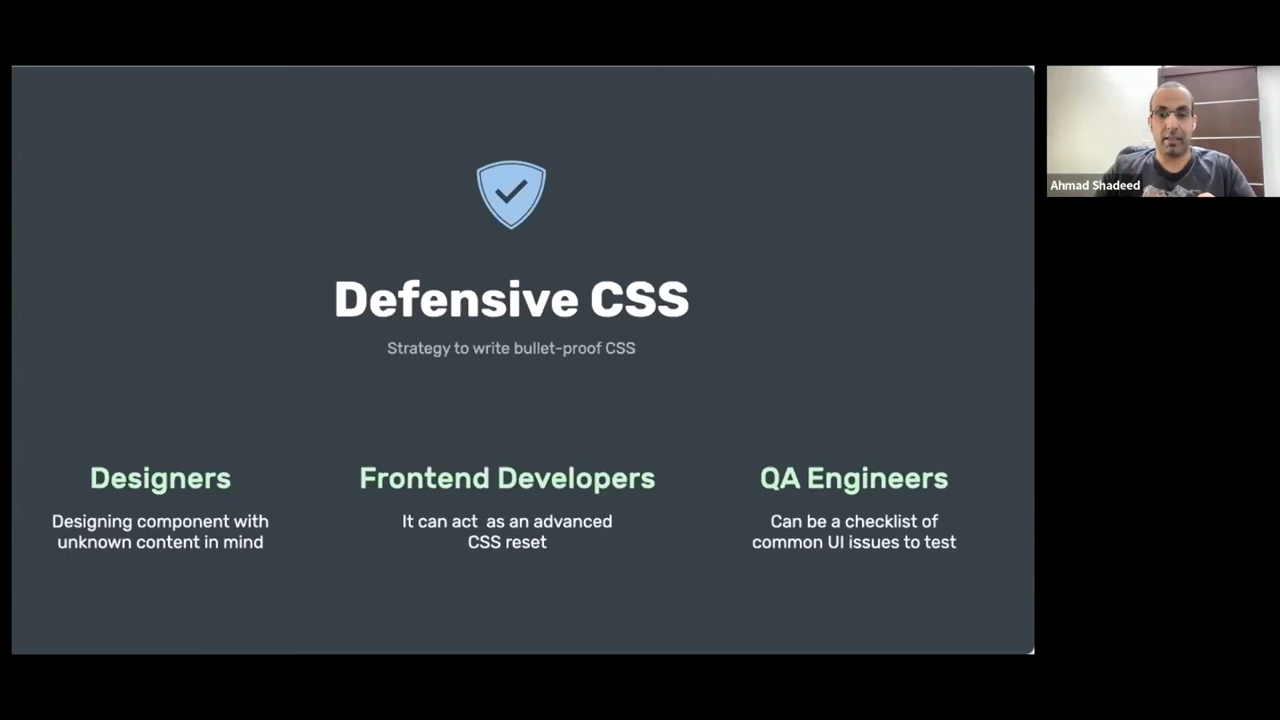 Defensive CSS
Strategy to write bullet-proof CSS
Designers
Designing component with
unknown content in mind
Frontend Developers
It can act  as an advanced
CSS reset
QA Engineers
Can be a checklist of
common UI issues to test
Ahmad Shadeed